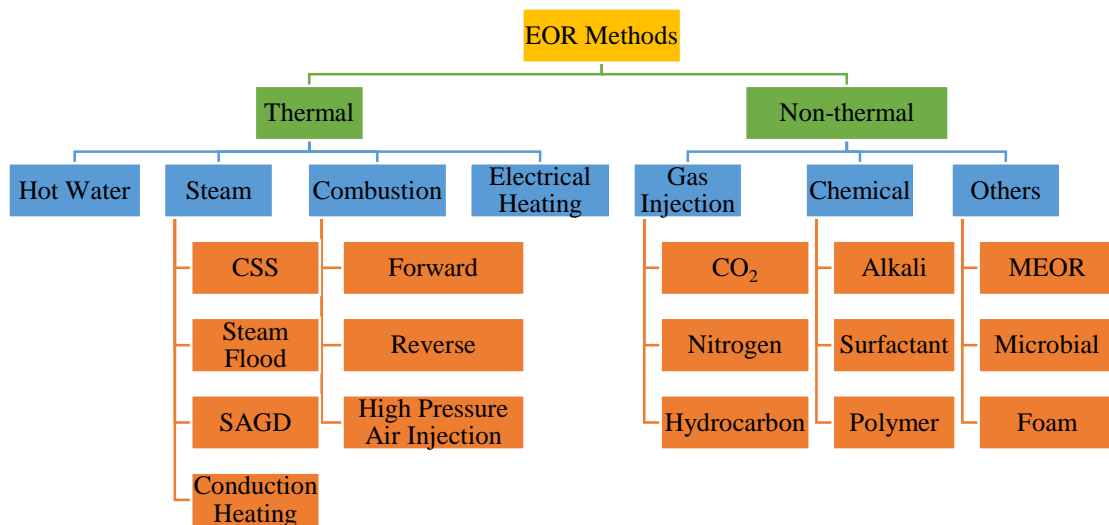 EOR Methods
Thermal
Non-thermal
Hot Water
Steam
Combustion
Electrical
Heating
Gas
Injection
Chemical
Others
CSS
Steam
Flood
SAGD
Conduction
Heating
Forward
Reverse
High Pressure
Air Injection
CO₂
Nitrogen
Hydrocarbon
Alkali
Surfactant
Polymer
MEOR
Microbial
Foam